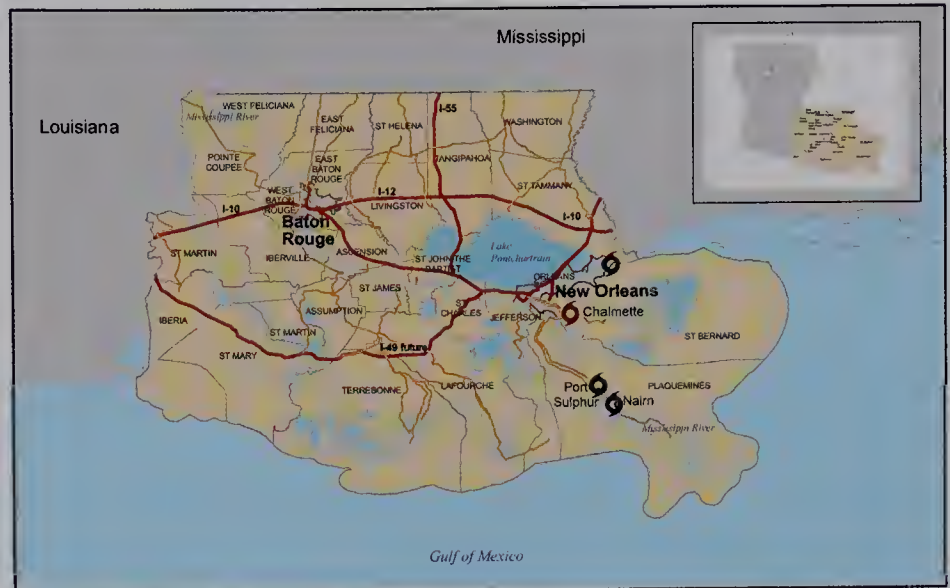 Mississippi
Louisiana
WEST FELICIANA
Mississippi River
EAST
FELICIANA
ST HELENA
I-55
WASHINGTON
POINTE
COUPEE
EAST
BATON
ROUGE
TANGIPAHOA
WEST
BATON
ROUGE
I-12
LIVINGSTON
ST TAMMANY
I-10
I-10
Baton
Rouge
ST MARTIN
IBERVILLE
ASCENSION
ST JOHN THE
BAPTIST
Lake
Pontchartrain
ORLEANS
New Orleans
ST JAMES
ST
CHARLES
JEFFERSON
Chalmette
IBERIA
ASSUMPTION
ST MARTIN
ST BERNARD
ST MARY
I-49 future
TERREBONNE
LAFOURCHE
Port
Sulphur
Nairn
PLAQUEMINES
Mississippi River
Gulf of Mexico